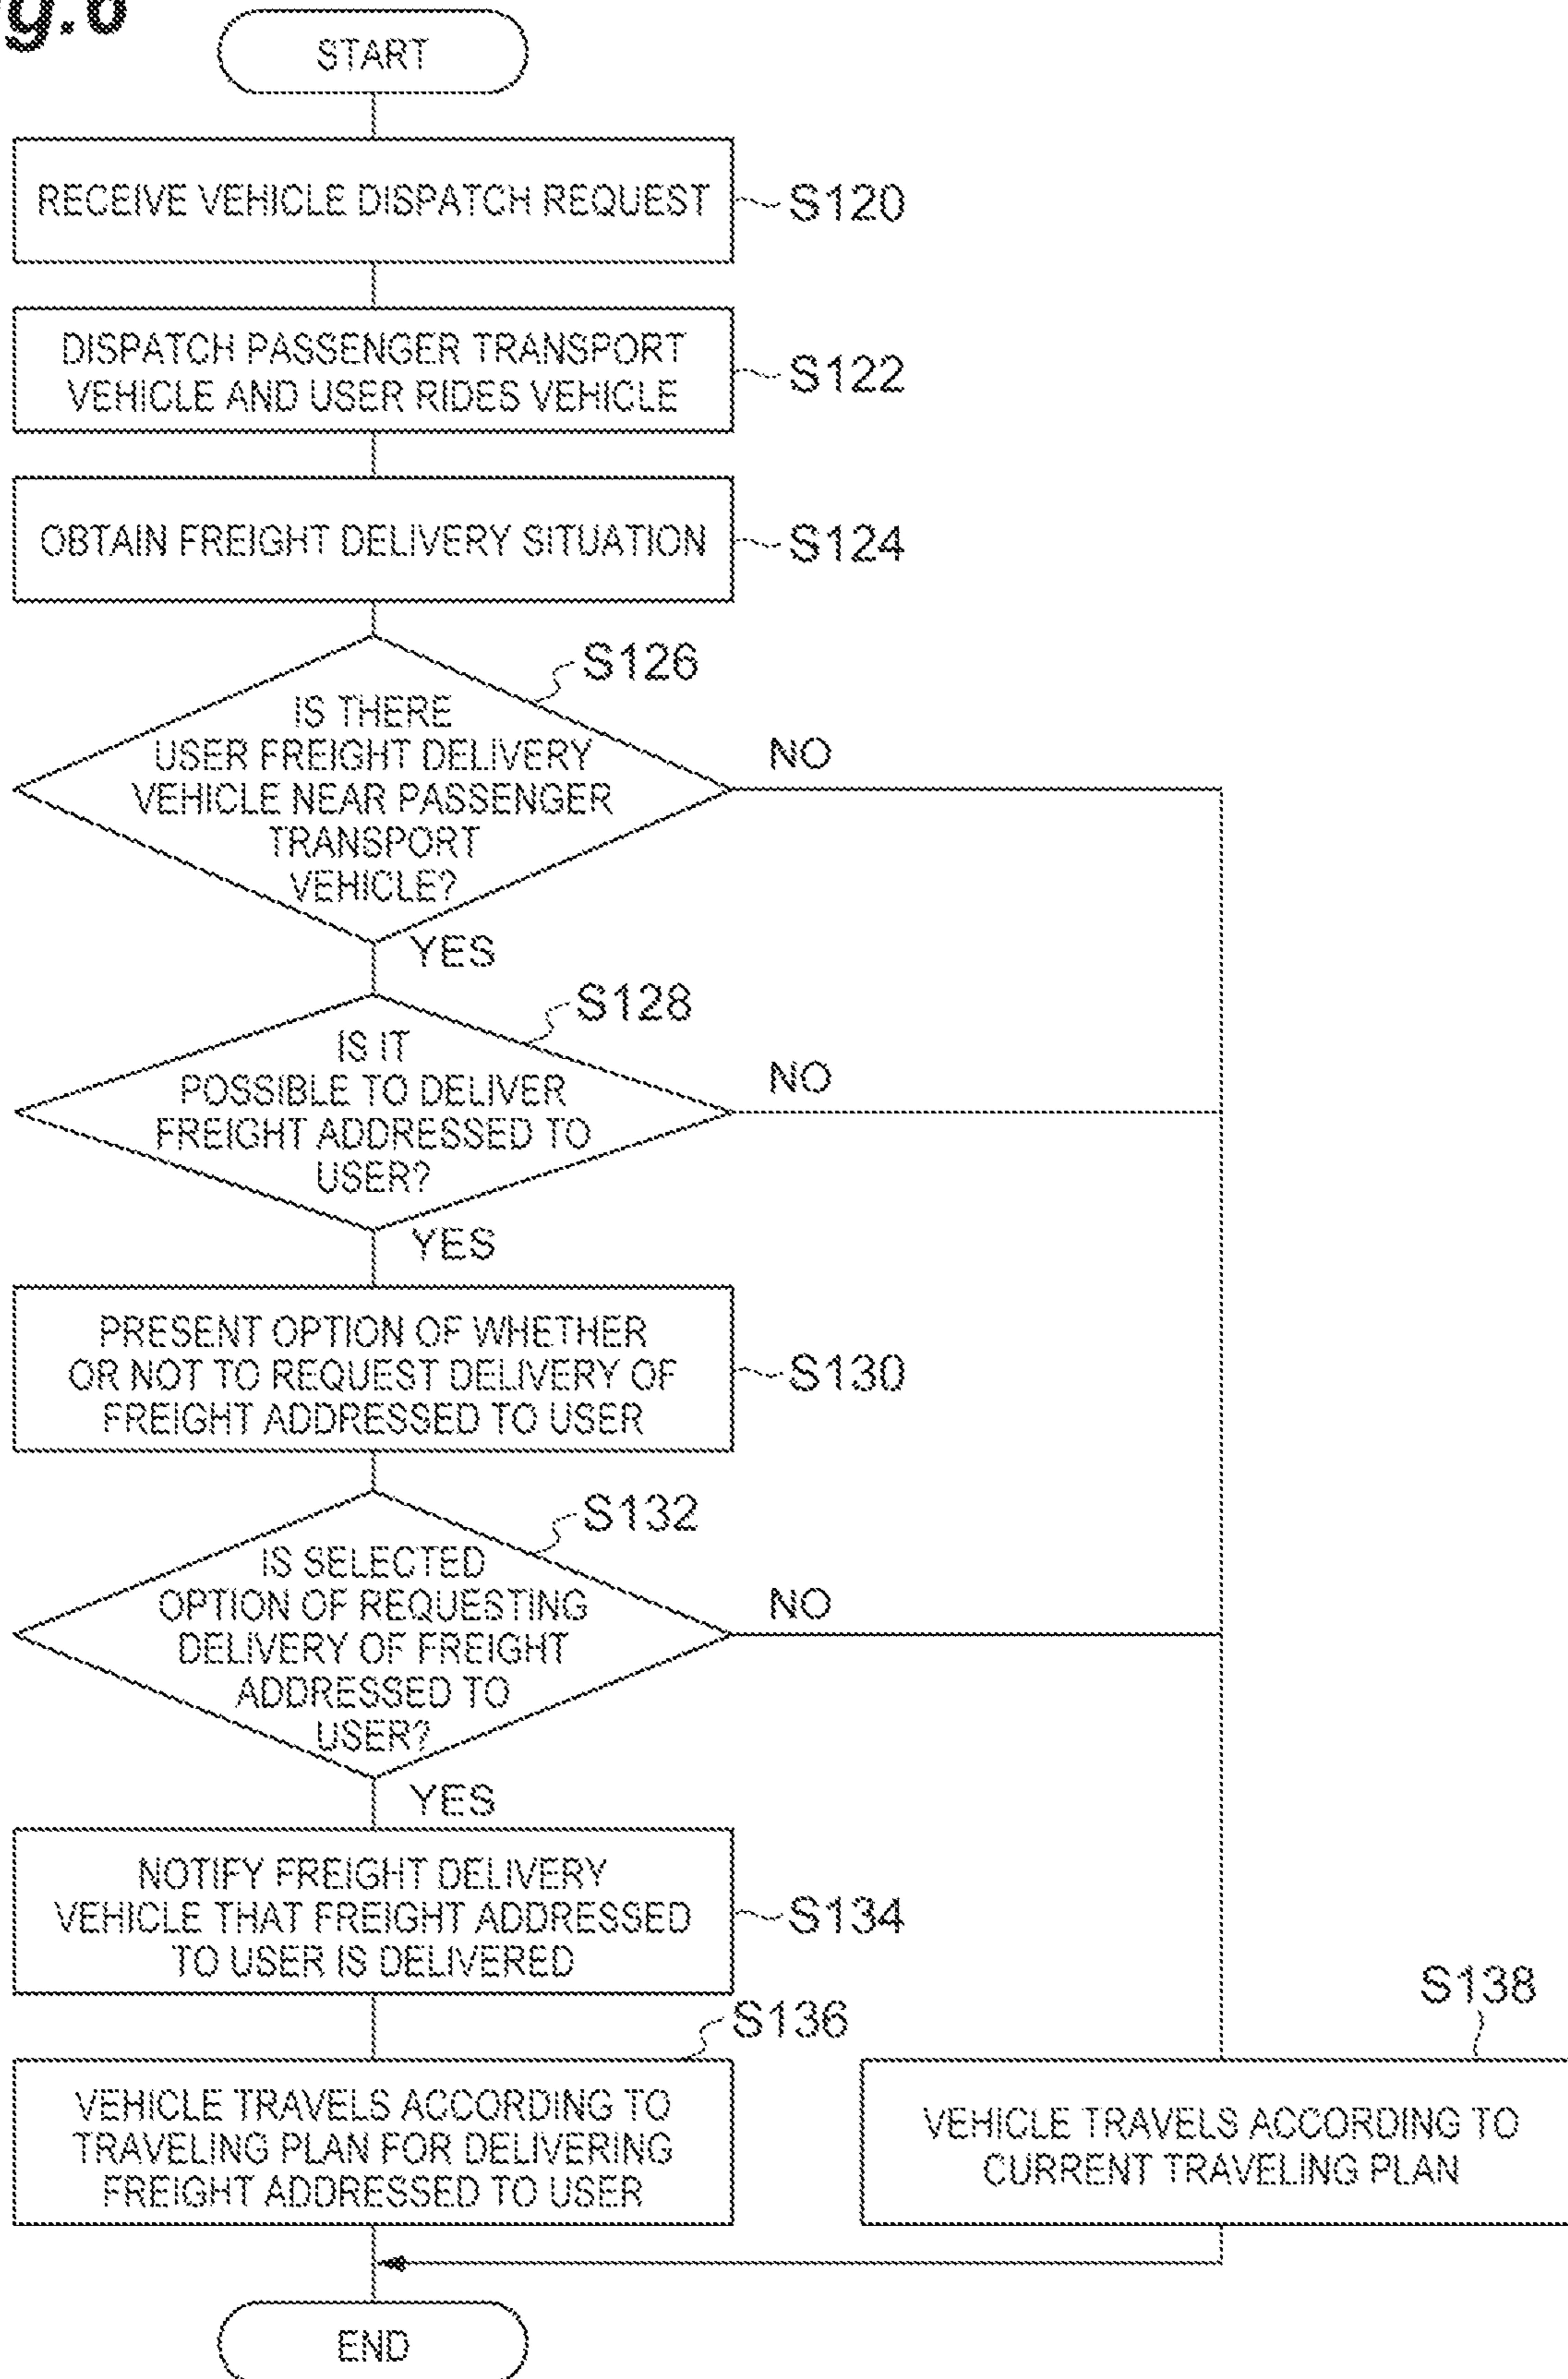 START
RECEIVE VEHICLE DISPATCH REQUEST
S120
DISPATCH PASSENGER TRANSPORT
VEHICLE AND USER RIDES VEHICLE
S122
OBTAIN FREIGHT DELIVERY SITUATION
S124
S126
IS THERE
USER FREIGHT DELIVERY
VEHICLE NEAR PASSENGER
TRANSPORT
VEHICLE?
NO
YES
S128
IS IT
POSSIBLE TO DELIVER
FREIGHT ADDRESSED TO
USER?
NO
YES
PRESENT OPTION OF WHETHER
OR NOT TO REQUEST DELIVERY OF
FREIGHT ADDRESSED TO USER
S130
S132
IS SELECTED
OPTION OF REQUESTING
DELIVERY OF FREIGHT
ADDRESSED TO
USER?
NO
YES
NOTIFY FREIGHT DELIVERY
VEHICLE THAT FREIGHT ADDRESSED
TO USER IS DELIVERED
S134
S136
VEHICLE TRAVELS ACCORDING TO
TRAVELING PLAN FOR DELIVERING
FREIGHT ADDRESSED TO USER
S138
VEHICLE TRAVELS ACCORDING TO
CURRENT TRAVELING PLAN
END